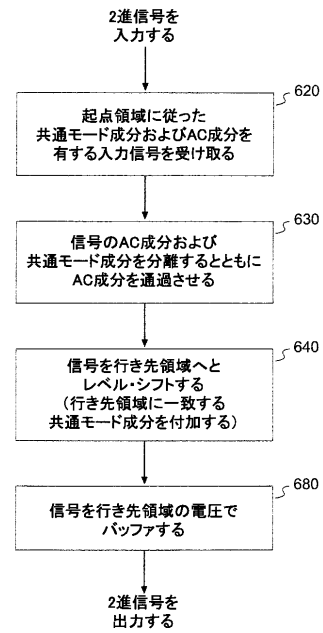 2進信号を
入力する
620
起点領域に従った
共通モード成分およびAC成分を
有する入力信号を受け取る
630
信号のAC成分および
共通モード成分を分離するとともに
AC成分を通過させる
640
信号を行き先領域へと
レベル・シフトする
(行き先領域に一致する
共通モード成分を付加する)
680
信号を行き先領域の電圧で
バッファする
2進信号を
出力する